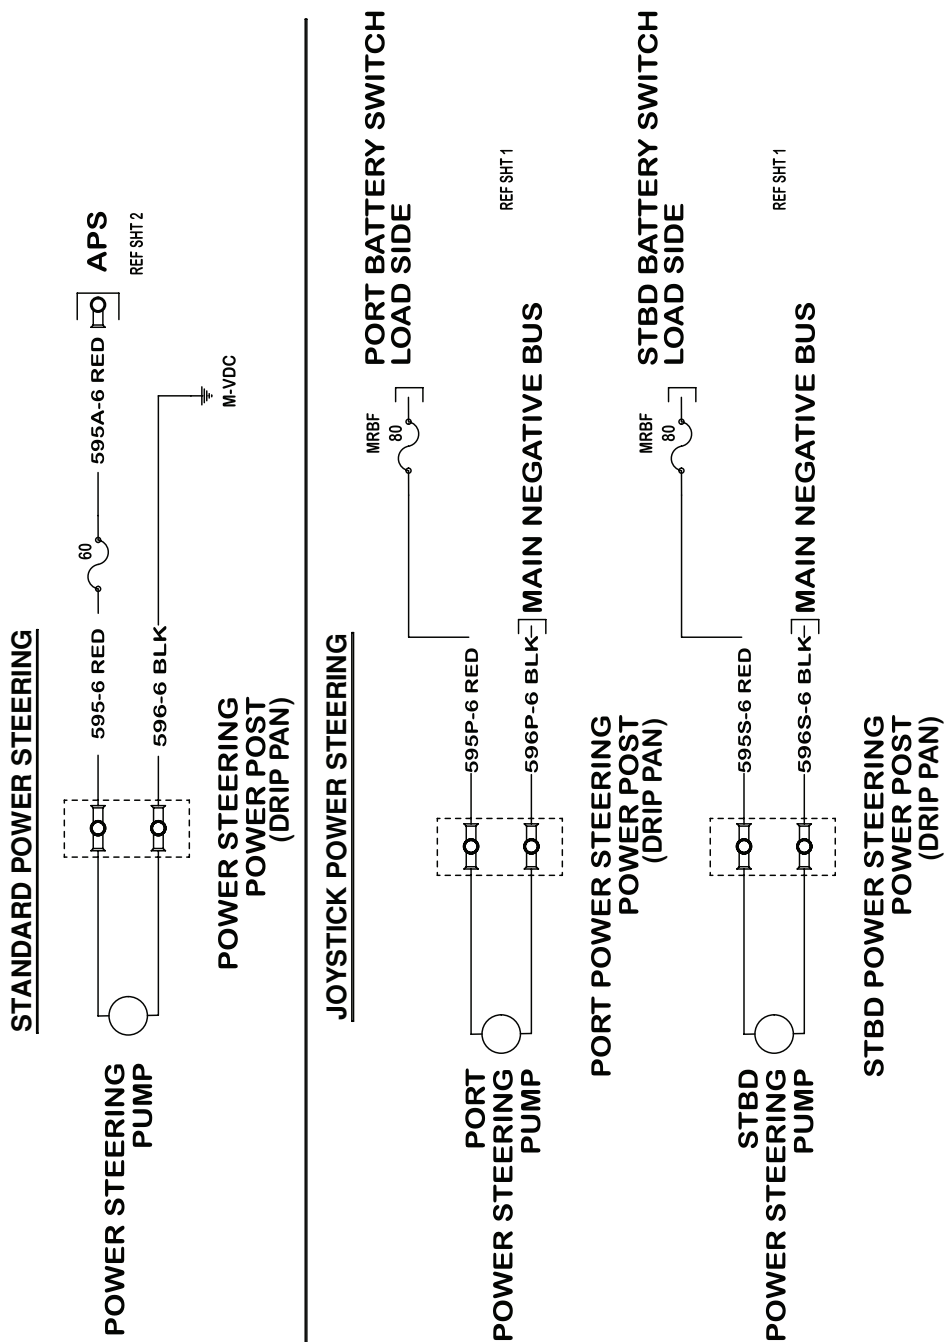 STANDARD POWER STEERING
POWER STEERING
PUMP
595-6 RED
60
595A-6 RED
APS
REF SHT 2
596-6 BLK
M-VDC
POWER STEERING
POWER POST
(DRIP PAN)
JOYSTICK POWER STEERING
PORT
POWER STEERING
PUMP
595P-6 RED
MRBF
80
PORT BATTERY SWITCH
LOAD SIDE
596P-6 BLK
MAIN NEGATIVE BUS
REF SHT 1
PORT POWER STEERING
POWER POST
(DRIP PAN)
STBD
POWER STEERING
PUMP
595S-6 RED
MRBF
80
STBD BATTERY SWITCH
LOAD SIDE
596S-6 BLK
MAIN NEGATIVE BUS
REF SHT 1
STBD POWER STEERING
POWER POST
(DRIP PAN)